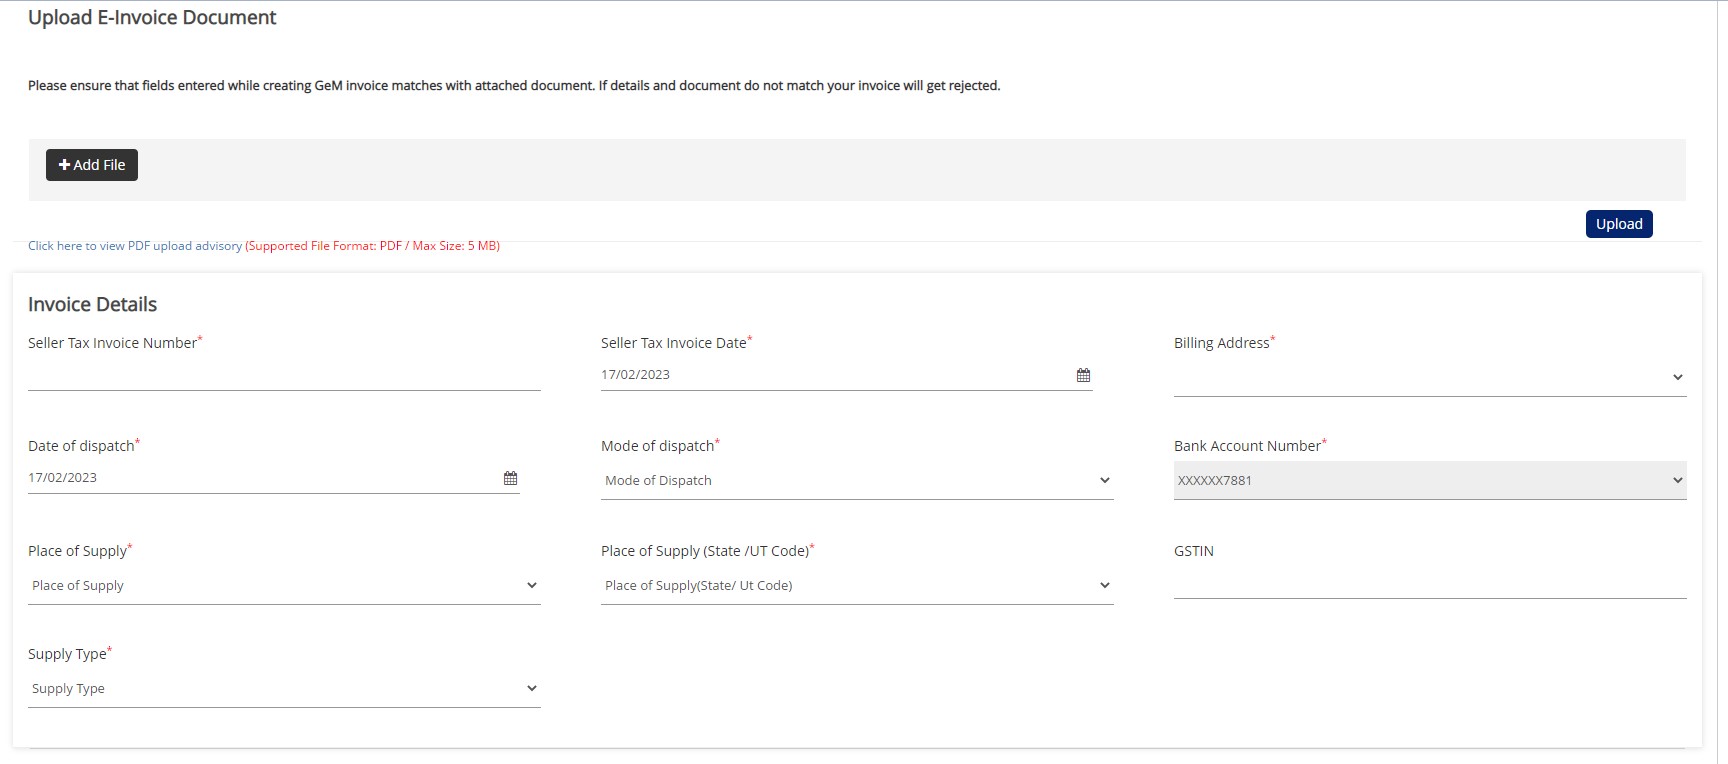 Upload E-Invoice Document
Please ensure that fields entered while creating GeM invoice matches with attached document. If details and document do not match your invoice will get rejected.
Add File
Upload
Click here to view PDF upload advisory (Supported File Format: PDF / Max Size: 5 MB)
Invoice Details
Seller Tax Invoice Number* Seller Tax Invoice Date* Billing Address*
17/02/2023
Date of dispatch* Mode of dispatch* Bank Account Number*
17/02/2023 Mode of Dispatch XXXXXX7881
Place of Supply* Place of Supply (State /UT Code)* GSTIN
Place of Supply Place of Supply(State/ Ut Code)
Supply Type*
Supply Type